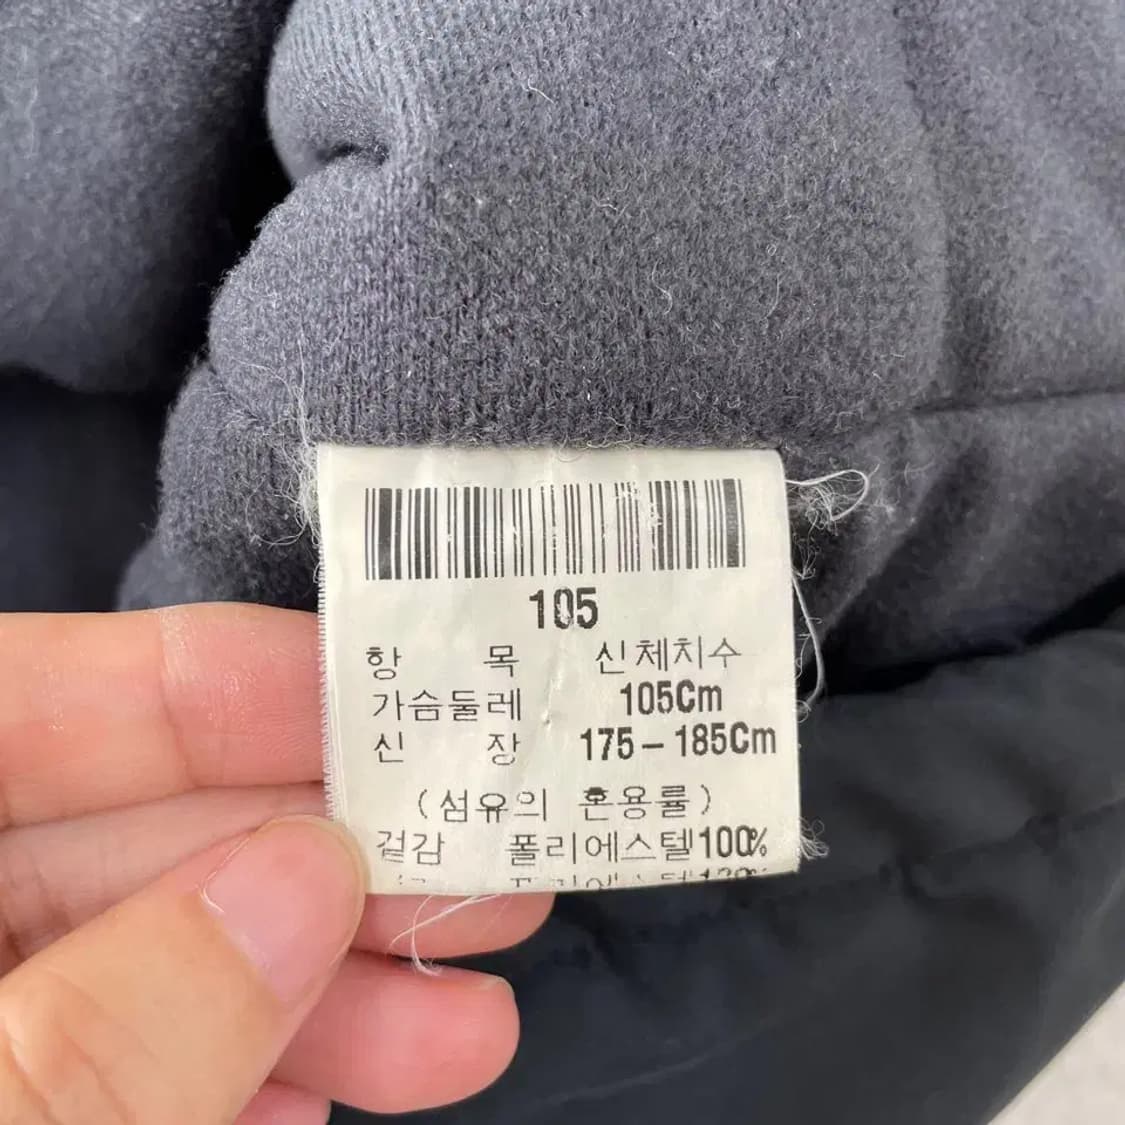 105
항 목 신체치수
가슴둘레 105Cm
신 장 175-185Cm
(섬유의 혼용률)
겉감 폴리에스텔100%